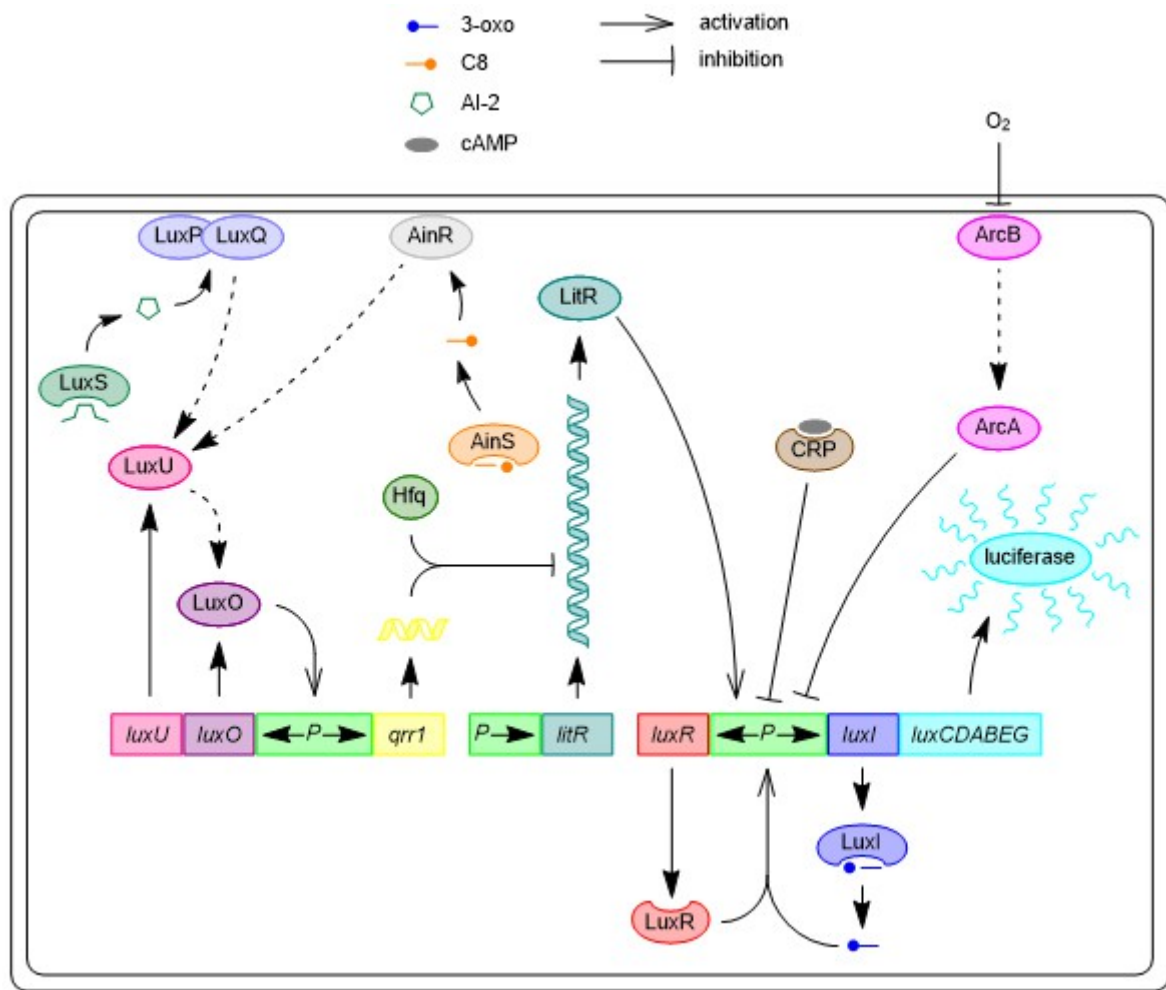 3-oxo
activation
C8
inhibition
AI-2
cAMP
O2
LuxP
LuxQ
AinR
ArcB
LitR
LuxS
AinS
ArcA
CRP
LuxU
Hfq
luciferase
LuxO
luxU
luxO
P
qrr1
P
litR
luxR
P
luxI
luxCDABEG
LuxI
LuxR